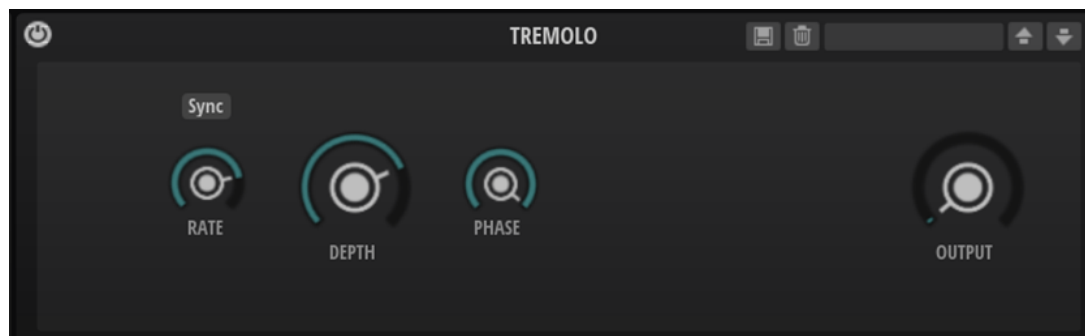 TREMOLO
Sync
RATE
DEPTH
PHASE
OUTPUT